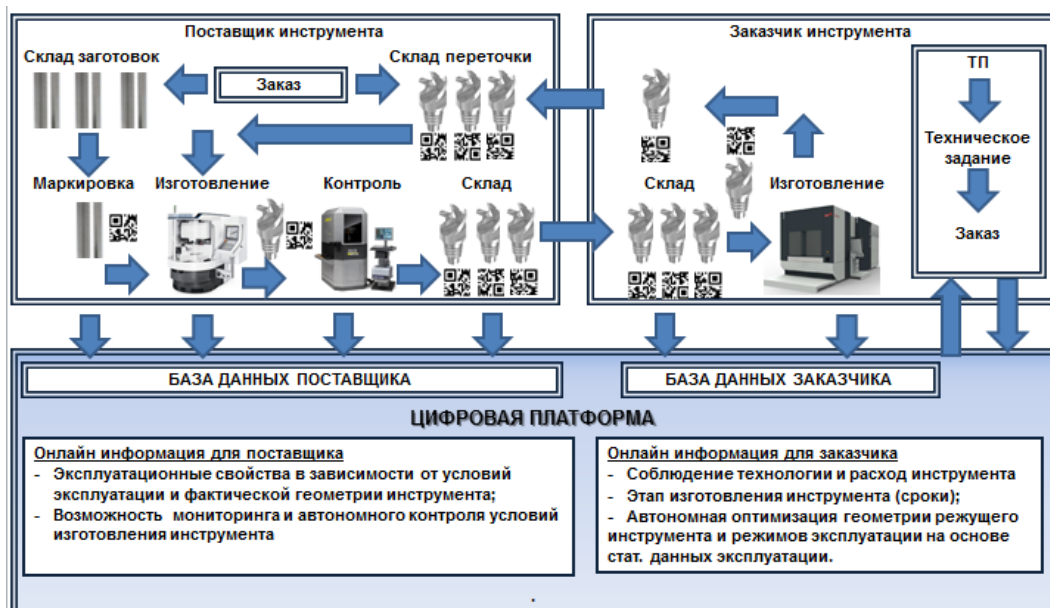 Поставщик инструмента
Склад заготовок
Заказ
Склад переточки
Маркировка
Изготовление
Контроль
Склад
Заказчик инструмента
Склад
Изготовление
ТП
Техническое
задание
Заказ
БАЗА ДАННЫХ ПОСТАВЩИКА
БАЗА ДАННЫХ ЗАКАЗЧИКА
ЦИФРОВАЯ ПЛАТФОРМА
Онлайн информация для поставщика
- Эксплуатационные свойства в зависимости от условий
эксплуатации и фактической геометрии инструмента;
- Возможность мониторинга и автономного контроля условий
изготовления инструмента
Онлайн информация для заказчика
- Соблюдение технологии и расход инструмента
- Этап изготовления инструмента (сроки);
- Автономная оптимизация геометрии режущего
инструмента и режимов эксплуатации на основе
стат. данных эксплуатации.
.